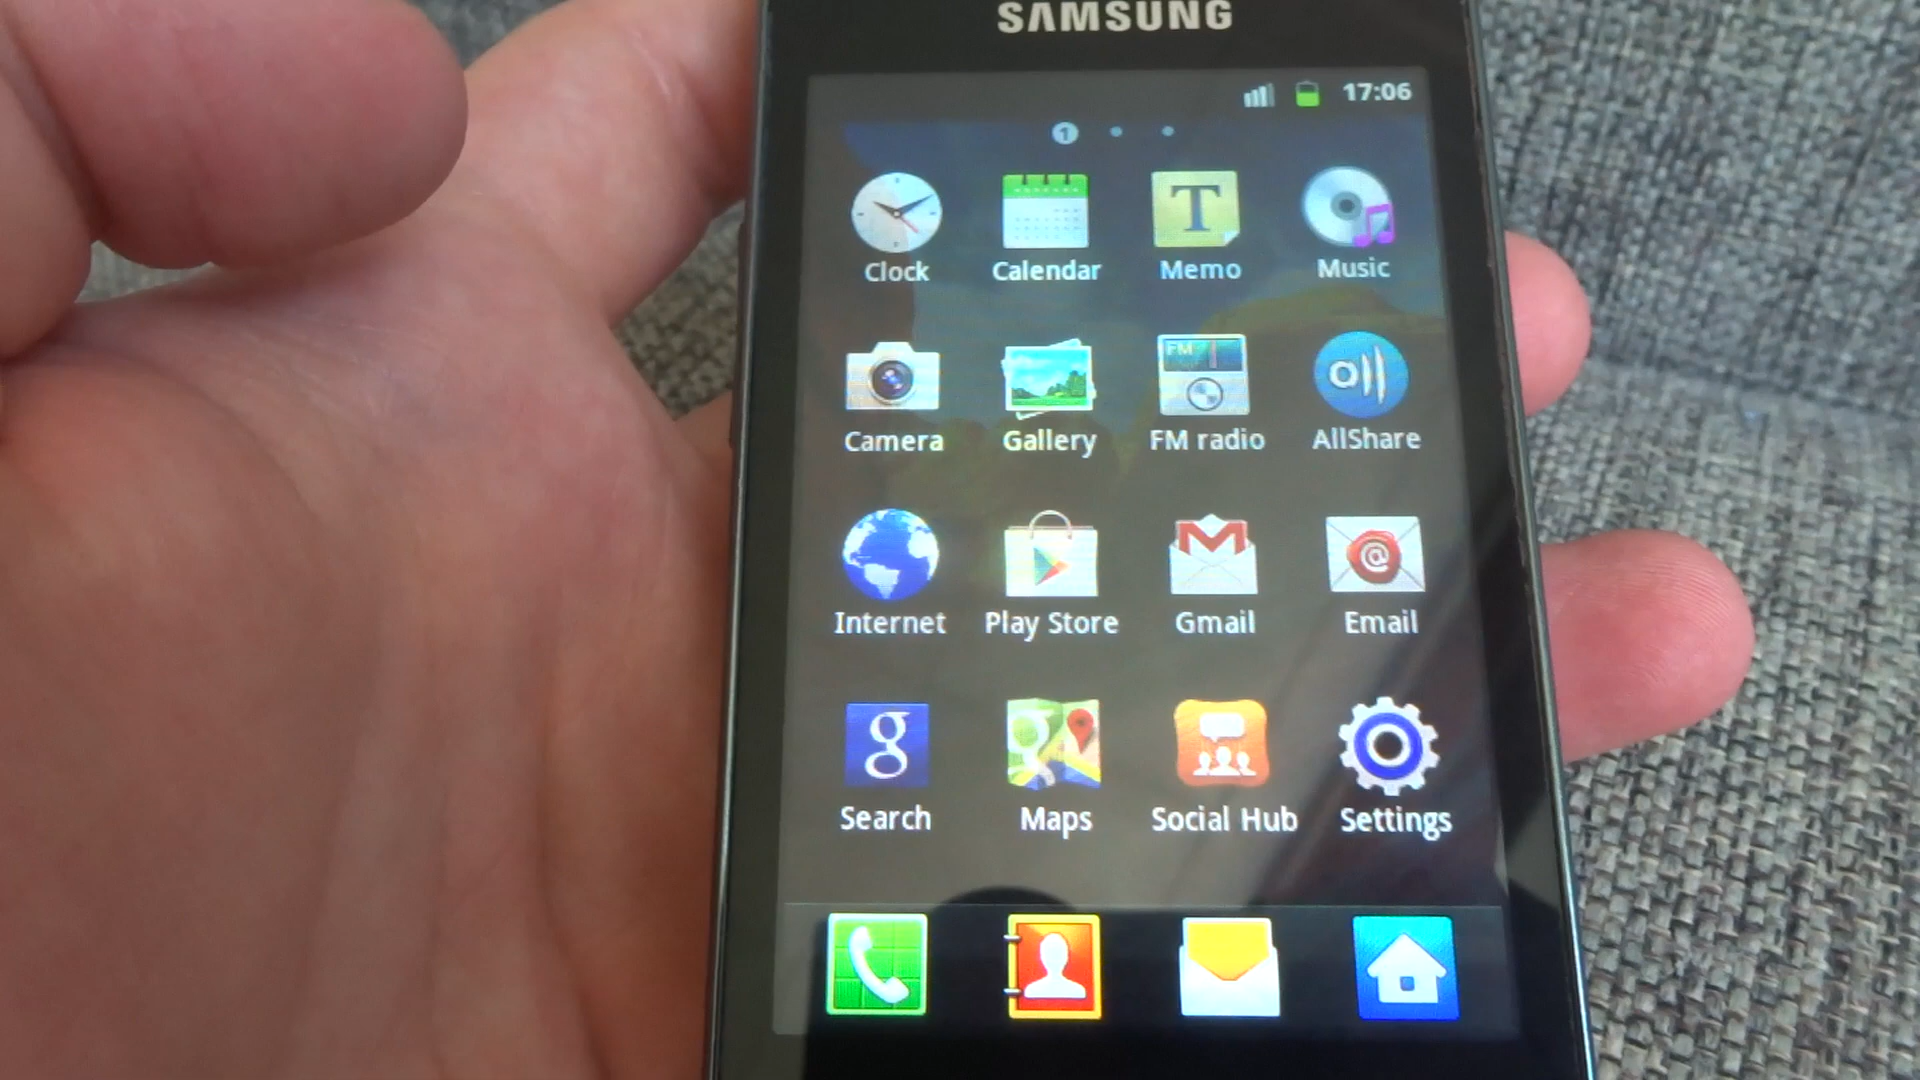 SAMSUNG
17:06
1
T
Clock Calendar Memo Music
FM
Camera Gallery FM radio AllShare
@
Internet Play Store Gmail Email
g
g
Search Maps Social Hub Settings